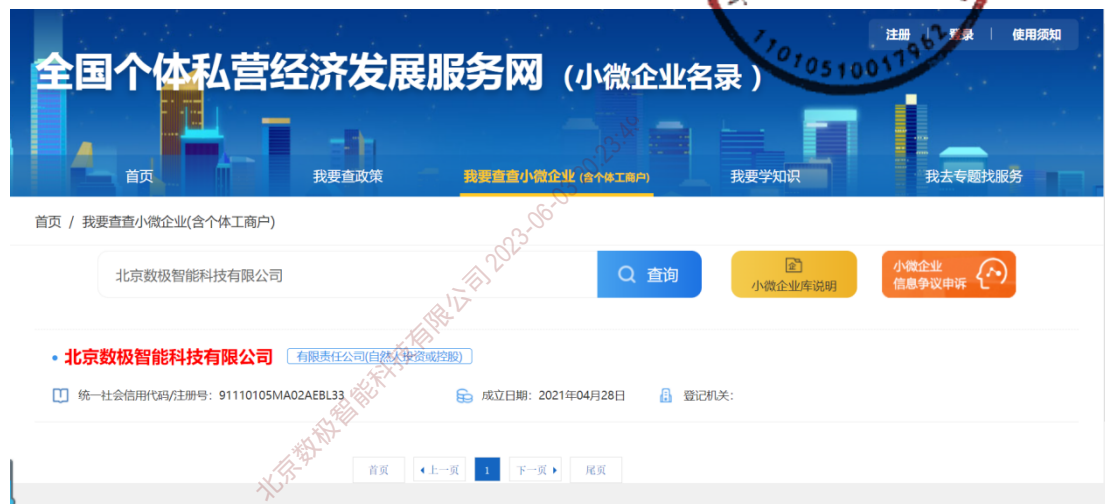 注册 登录 使用须知
11010510017962
全国个体私营经济发展服务网（小微企业名录 ）
首页 我要查政策 我要查查小微企业 (含个体工商户) 我要学知识 我去专题找服务
首页 / 我要查查小微企业(含个体工商户)
北京数极智能科技有限公司 查询 小微企业库说明 小微企业
信息争议申诉
北京数极智能科技有限公司 有限责任公司(自然人投资或控股)
统一社会信用代码/注册号：91110105MA02AEBL33 成立日期：2021年04月28日 登记机关：
首页 上一页 1 下一页 尾页
北京数极智能科技有限公司 2023-06-03 20:23:49